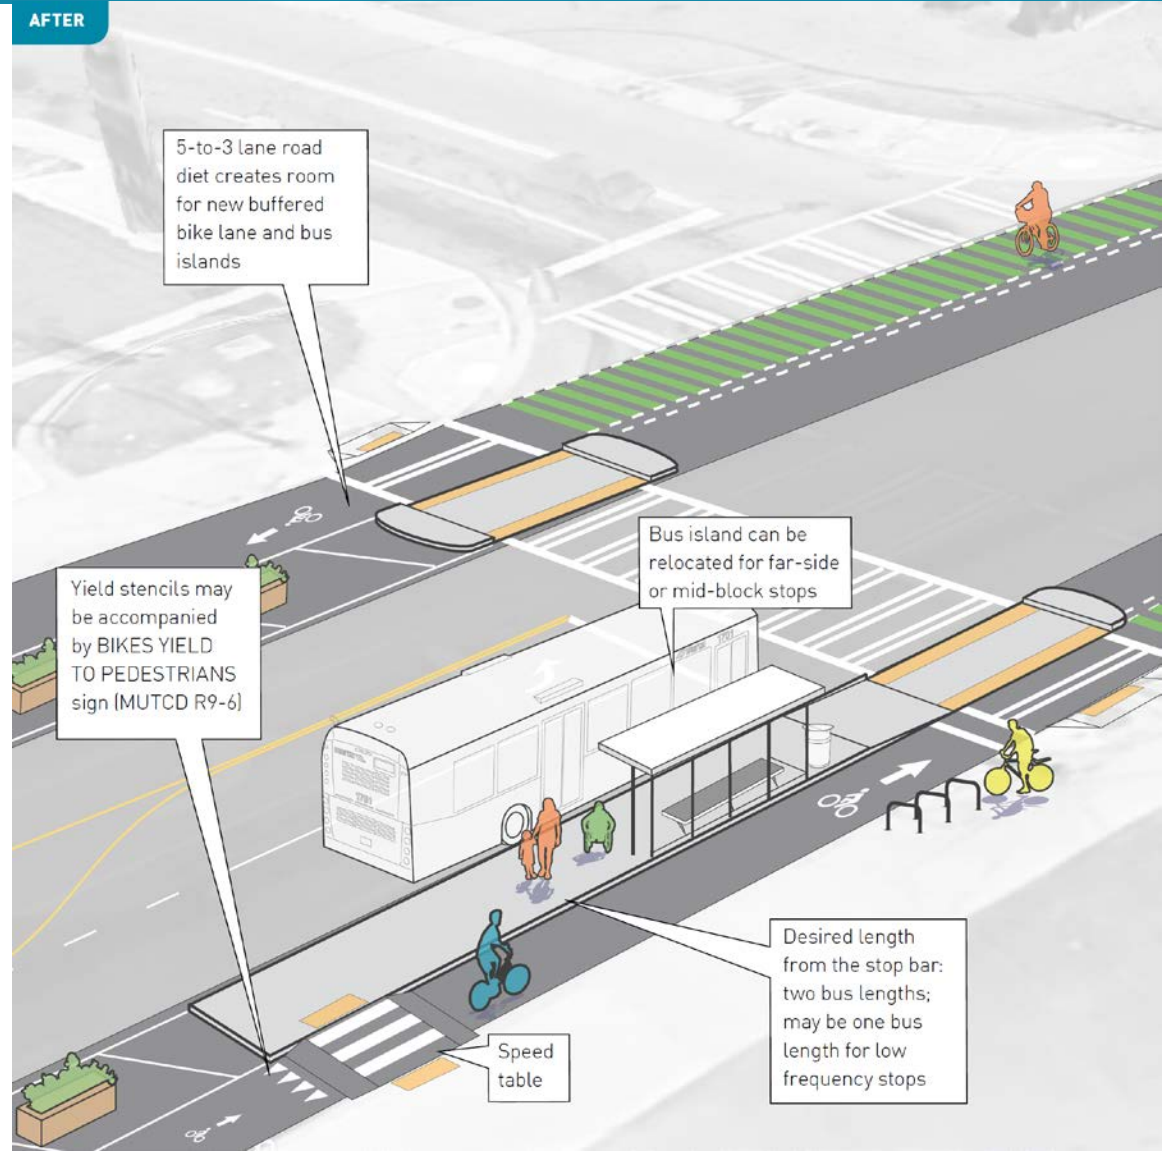 AFTER
5-to-3 lane road
diet creates room
for new buffered
bike lane and bus
islands
Bus island can be
relocated for far-side
or mid-block stops
Yield stencils may
be accompanied
by BIKES YIELD
TO PEDESTRIANS
sign (MUTCD R9-6)
1701
1701
Desired length
from the stop bar:
two bus lengths;
may be one bus
length for low
frequency stops
Speed
table